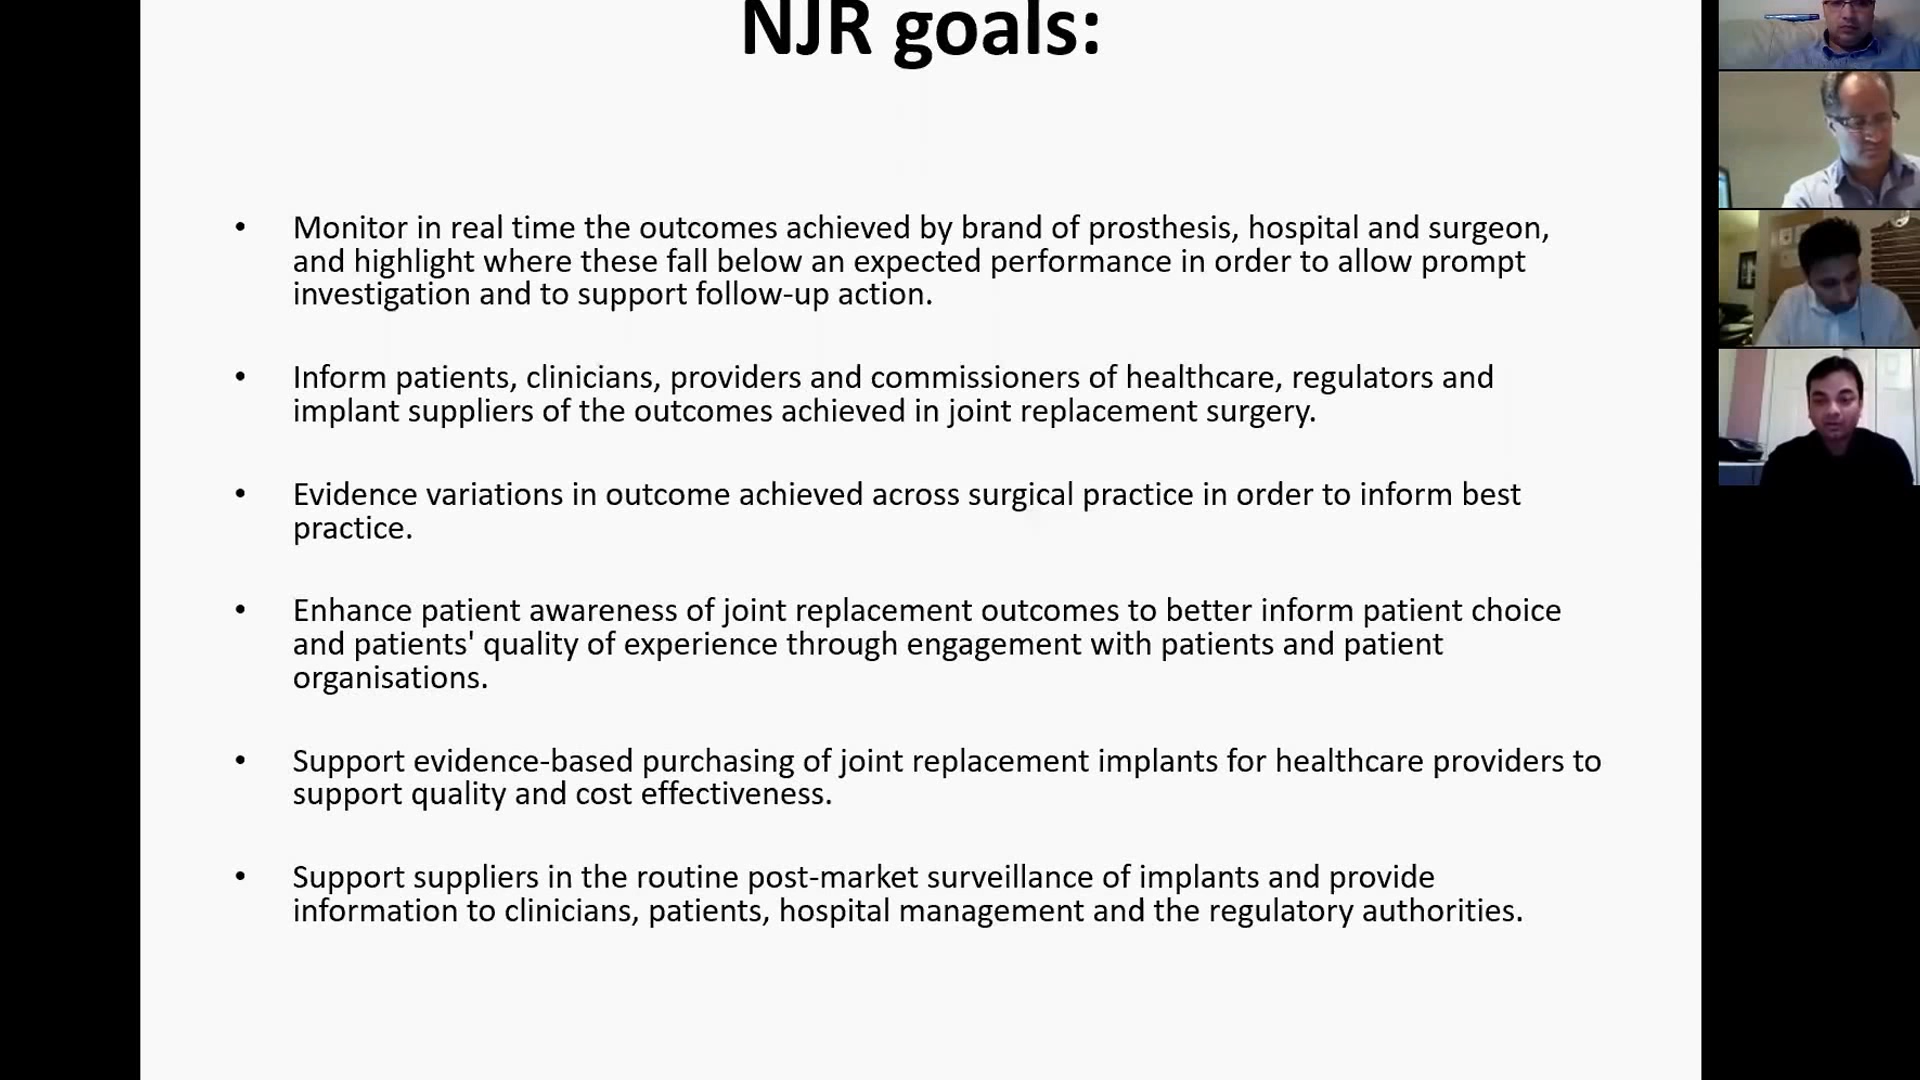 NJR goals:
• Monitor in real time the outcomes achieved by brand of prosthesis, hospital and surgeon,
and highlight where these fall below an expected performance in order to allow prompt
investigation and to support follow-up action.
• Inform patients, clinicians, providers and commissioners of healthcare, regulators and
implant suppliers of the outcomes achieved in joint replacement surgery.
• Evidence variations in outcome achieved across surgical practice in order to inform best
practice.
• Enhance patient awareness of joint replacement outcomes to better inform patient choice
and patients' quality of experience through engagement with patients and patient
organisations.
• Support evidence-based purchasing of joint replacement implants for healthcare providers to
support quality and cost effectiveness.
• Support suppliers in the routine post-market surveillance of implants and provide
information to clinicians, patients, hospital management and the regulatory authorities.